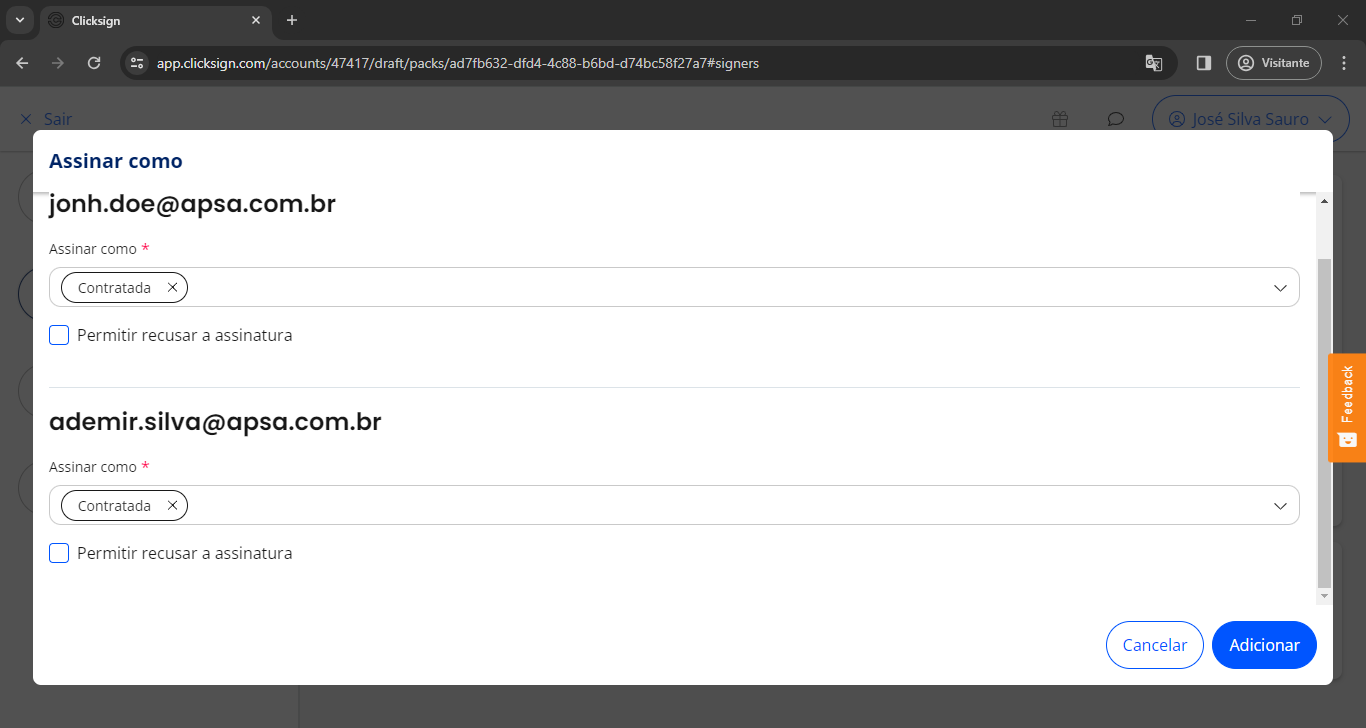 Clicksign
app.clicksign.com/accounts/47417/draft/packs/ad7fb632-dfd4-4c88-b6bd-d74bc58f27a7#signers
Visitante
Sair
José Silva Sauro
Assinar como
jonh.doe@apsa.com.br
Assinar como *
Contratada
Permitir recusar a assinatura
ademir.silva@apsa.com.br
Assinar como *
Contratada
Permitir recusar a assinatura
Feedback
Cancelar
Adicionar